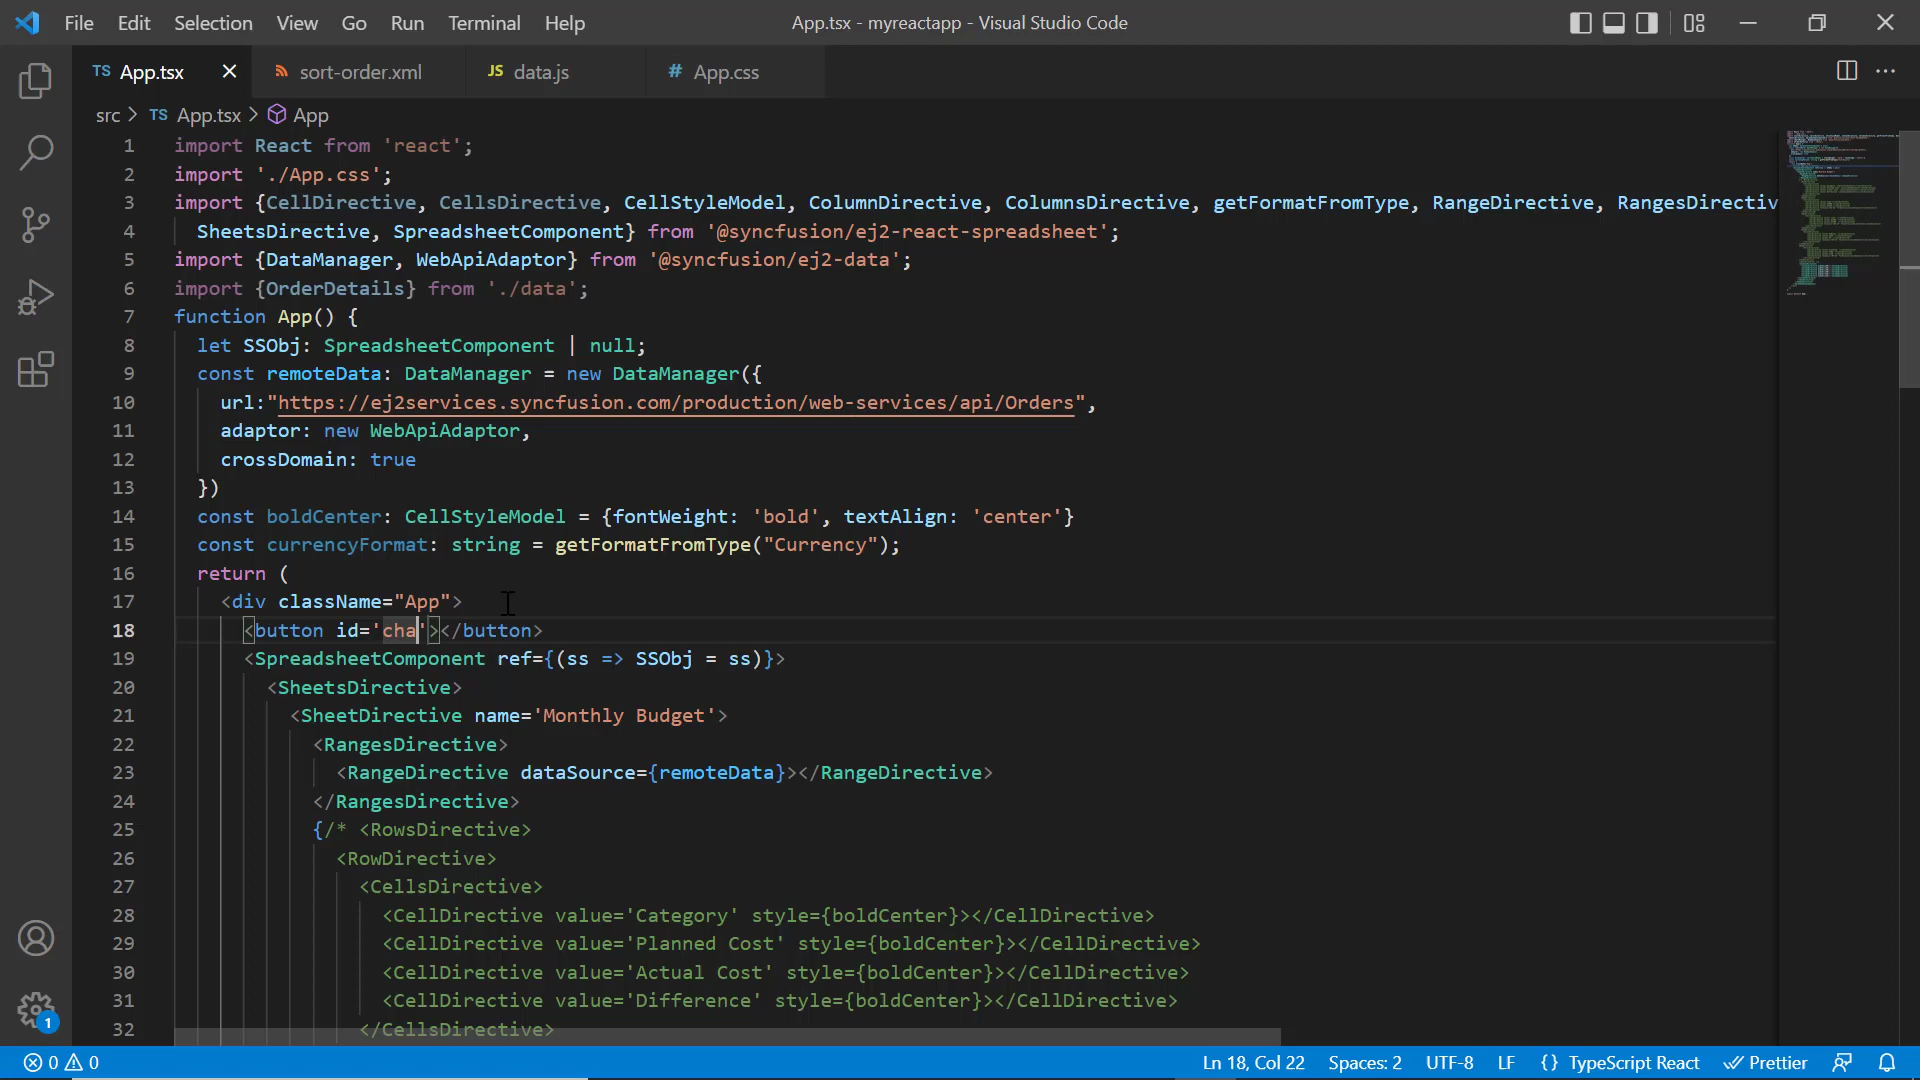 File Edit Selection View Go Run Terminal Help App.tsx - myreactapp - Visual Studio Code
TS App.tsx sort-order.xml JS data.js # App.css
src > TS App.tsx > App
1 import React from 'react';
2 import './App.css';
3 import {CellDirective, CellsDirective, CellStyleModel, ColumnDirective, ColumnsDirective, getFormatFromType, RangeDirective, RangesDirectiv
4 SheetsDirective, SpreadsheetComponent} from '@syncfusion/ej2-react-spreadsheet';
5 import {DataManager, WebApiAdaptor} from '@syncfusion/ej2-data';
6 import {OrderDetails} from './data';
7 function App() {
8 let SSObj: SpreadsheetComponent | null;
9 const remoteData: DataManager = new DataManager({
10 url:"https://ej2services.syncfusion.com/production/web-services/api/Orders",
11 adaptor: new WebApiAdaptor,
12 crossDomain: true
13 })
14 const boldCenter: CellStyleModel = {fontWeight: 'bold', textAlign: 'center'}
15 const currencyFormat: string = getFormatFromType("Currency");
16 return (
17 <div className="App">
18 <button id='cha'></button>
19 <SpreadsheetComponent ref={(ss => SSObj = ss)}>
20 <SheetsDirective>
21 <SheetDirective name='Monthly Budget'>
22 <RangesDirective>
23 <RangeDirective dataSource={remoteData}></RangeDirective>
24 </RangesDirective>
25 {/* <RowsDirective>
26 <RowDirective>
27 <CellsDirective>
28 <CellDirective value='Category' style={boldCenter}></CellDirective>
29 <CellDirective value='Planned Cost' style={boldCenter}></CellDirective>
30 <CellDirective value='Actual Cost' style={boldCenter}></CellDirective>
31 <CellDirective value='Difference' style={boldCenter}></CellDirective>
32 </CellsDirective>
1
0 0 Ln 18, Col 22 Spaces: 2 UTF-8 LF {} TypeScript React Prettier